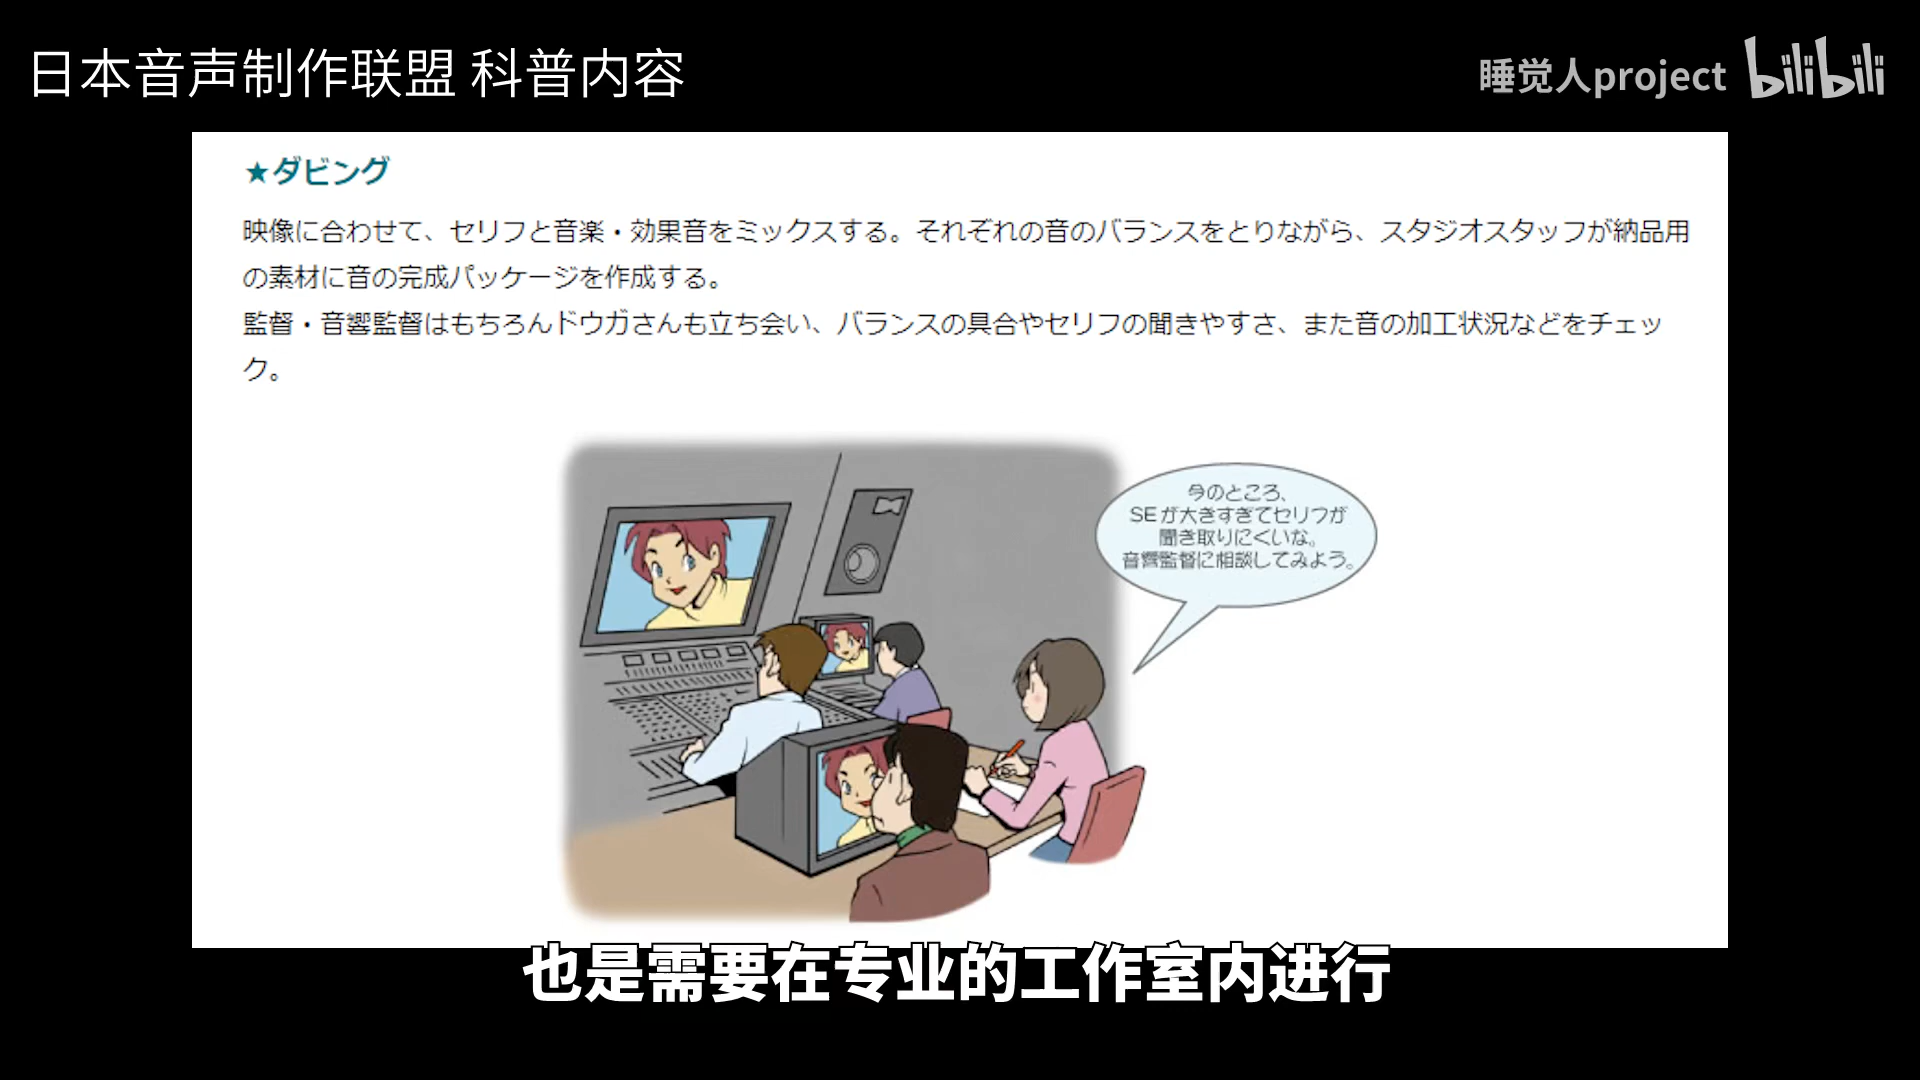 日本音声制作联盟 科普内容
睡觉人project bilibili
★ダビング
映像に合わせて、セリフと音楽・効果音をミックスする。それぞれの音のバランスをとりながら、スタジオスタッフが納品用
の素材に音の完成パッケージを作成する。
監督・音響監督はもちろんドウガさんも立ち会い、バランスの具合やセリフの聞きやすさ、また音の加工状況などをチェッ
ク。
今のところ、
SEが大きすぎてセリフが
聞き取りにくいな。
音響監督に相談してみよう。
也是需要在专业的工作室内进行